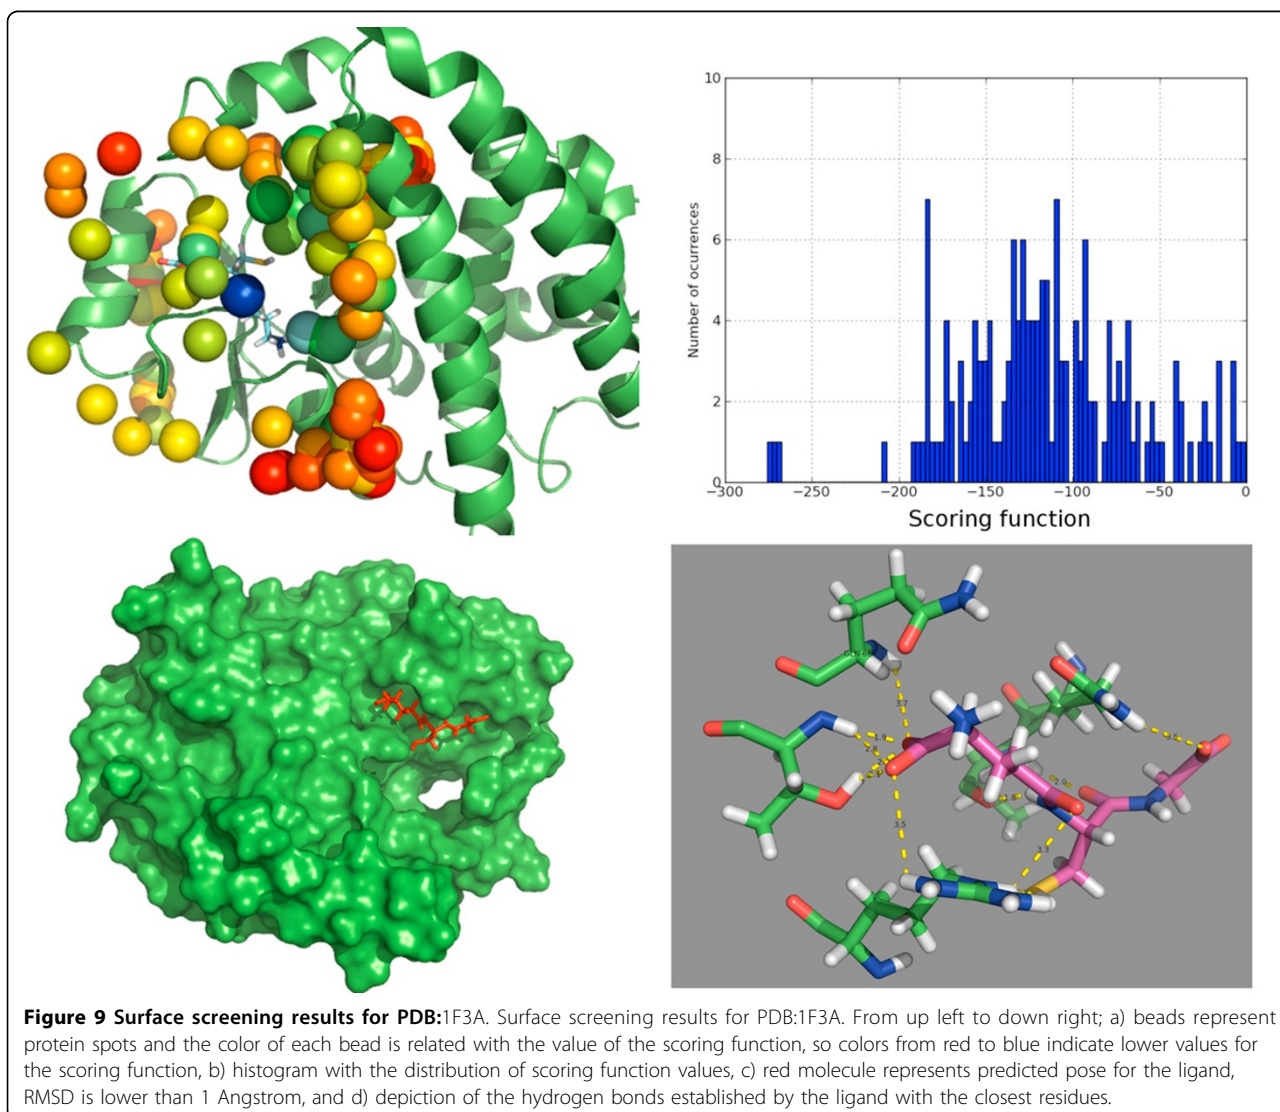 10
8
6
4
2
0
Number of ocurrences
−300 −250 −200 −150 −100 −50 0
Scoring function
3.5
3.3
Figure 9 Surface screening results for PDB:1F3A. Surface screening results for PDB:1F3A. From up left to down right; a) beads represent
protein spots and the color of each bead is related with the value of the scoring function, so colors from red to blue indicate lower values for
the scoring function, b) histogram with the distribution of scoring function values, c) red molecule represents predicted pose for the ligand,
RMSD is lower than 1 Angstrom, and d) depiction of the hydrogen bonds established by the ligand with the closest residues.